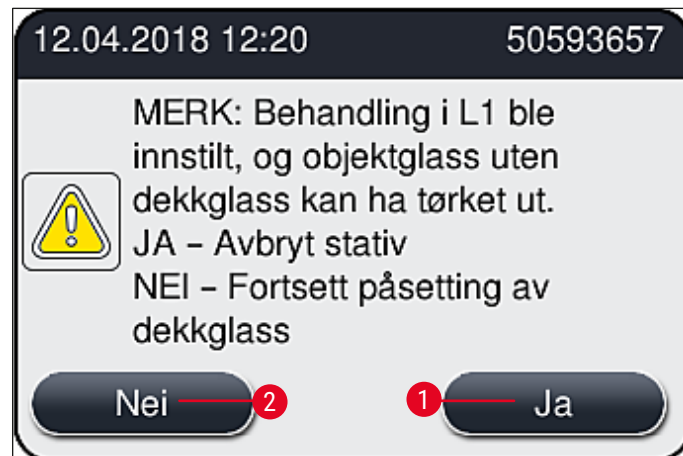 12.04.2018 12:20 50593657
MERK: Behandling i L1 ble
innstilt, og objektglass uten
dekkglass kan ha tørket ut.
JA – Avbryt stativ
NEI – Fortsett påsetting av
dekkglass
Nei 2 1 Ja